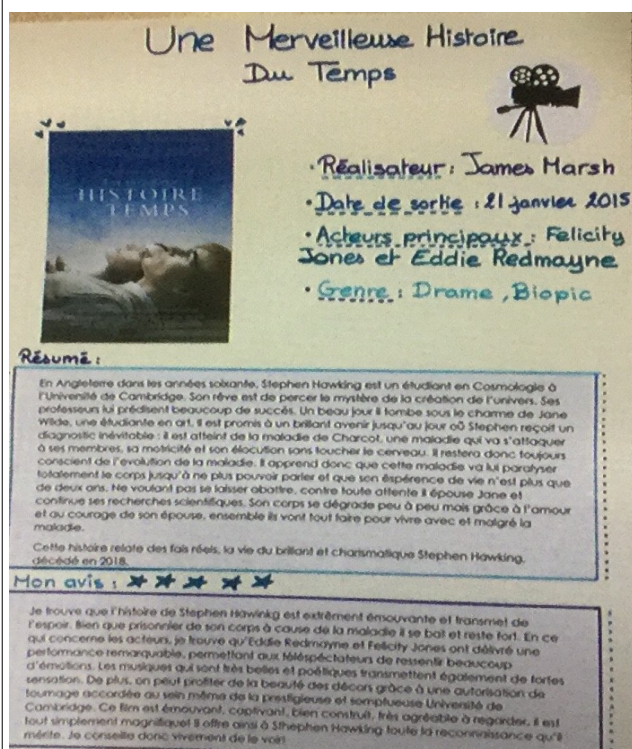 Une Merveilleuse Histoire
Du Temps
HISTOIRE
TEMPS
• Réalisateur : James Marsh
• Date de sortie : 21 janvier 2015
• Acteurs principaux : Felicity
Jones et Eddie Redmayne
• Genre : Drame, Biopic
Résumé :
En Angleterre dans les années soixante, Stephen Hawking est un étudiant en Cosmologie à
l'Université de Cambridge. Son rêve est de percer le mystère de la création de l'univers. Ses
professeurs lui prédisent beaucoup de succès. Un beau jour il tombe sous le charme de Jane
Wilde, une étudiante en art. Il est promis à un brillant avenir jusqu'au jour oǔ Stephen reçoit un
diagnostic inévitable : il est atteint de la maladie de Charcot, une maladie qui va s'attaquer
à ses membres, sa motricité et son élocution sans toucher le cerveau. Il restera donc toujours
conscient de l'evolution de la maladie. Il apprend donc que cette maladie va lui paralyser
totalement le corps jusqu'à ne plus pouvoir parler et que son éspérence de vie n'est plus que
de deux ans. Ne voulant pas se laisser abattre, contre toute attente il épouse Jane et
continue ses recherches scientifiques. Son corps se dégrade peu à peu mais grâce à l'amour
et au courage de son épouse, ensemble ils vont tout faire pour vivre avec et malgré la
maladie.
Cette histoire relate des fais réels, la vie du brillant et charismatique Stephen Hawking,
décédé en 2018.
Mon avis :
Je trouve que l'histoire de Stephen Hawinkg est extrêment émouvante et transmet de
l'espoir. Bien que prisonnier de son corps à cause de la maladie il se bat et reste fort. En ce
qui concerne les acteurs, je trouve qu'Eddie Redmayne et Felicity Jones ont délivré une
performance remarquable, permettant aux téléspéctateurs de ressentir beaucoup
d'émotions. Les musiques qui sont très belles et poétiques transmettent également de fortes
sensation. De plus, on peut profiter de la beauté des décors grâce à une autorisation de
tournage accordée au sein même de la prestigieuse et somptueuse Université de
Cambridge. Ce film est émouvant, captivant, bien construit, très agréable à regarder, il est
tout simplement magnifique! Il offre ainsi à Sthephen Hawking toute la reconnaissance qu'il
mérite. Je conseille donc vivement de le voir!